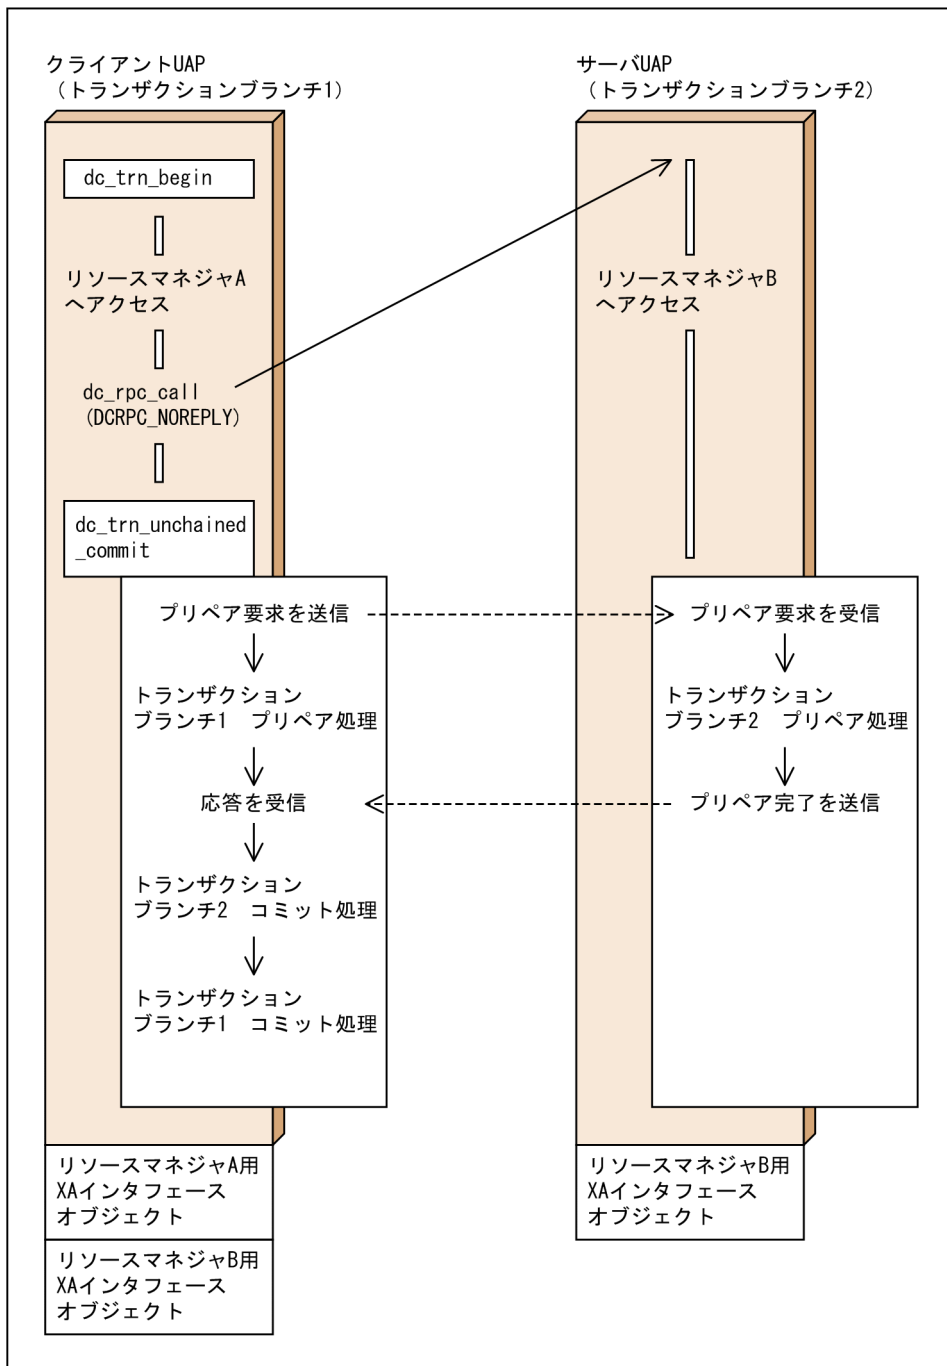 クライアントUAP
(トランザクションブランチ1)
dc_trn_begin
リソースマネジャA
へアクセス
dc_rpc_call
(DCRPC_NOREPLY)
dc_trn_unchained
_commit
プリペア要求を送信
トランザクション
ブランチ1 プリペア処理
応答を受信
トランザクション
ブランチ2 コミット処理
トランザクション
ブランチ1 コミット処理
リソースマネジャA用
XAインタフェース
オブジェクト
リソースマネジャB用
XAインタフェース
オブジェクト
サーバUAP
(トランザクションブランチ2)
リソースマネジャB
へアクセス
プリペア要求を受信
トランザクション
ブランチ2 プリペア処理
プリペア完了を送信
リソースマネジャB用
XAインタフェース
オブジェクト